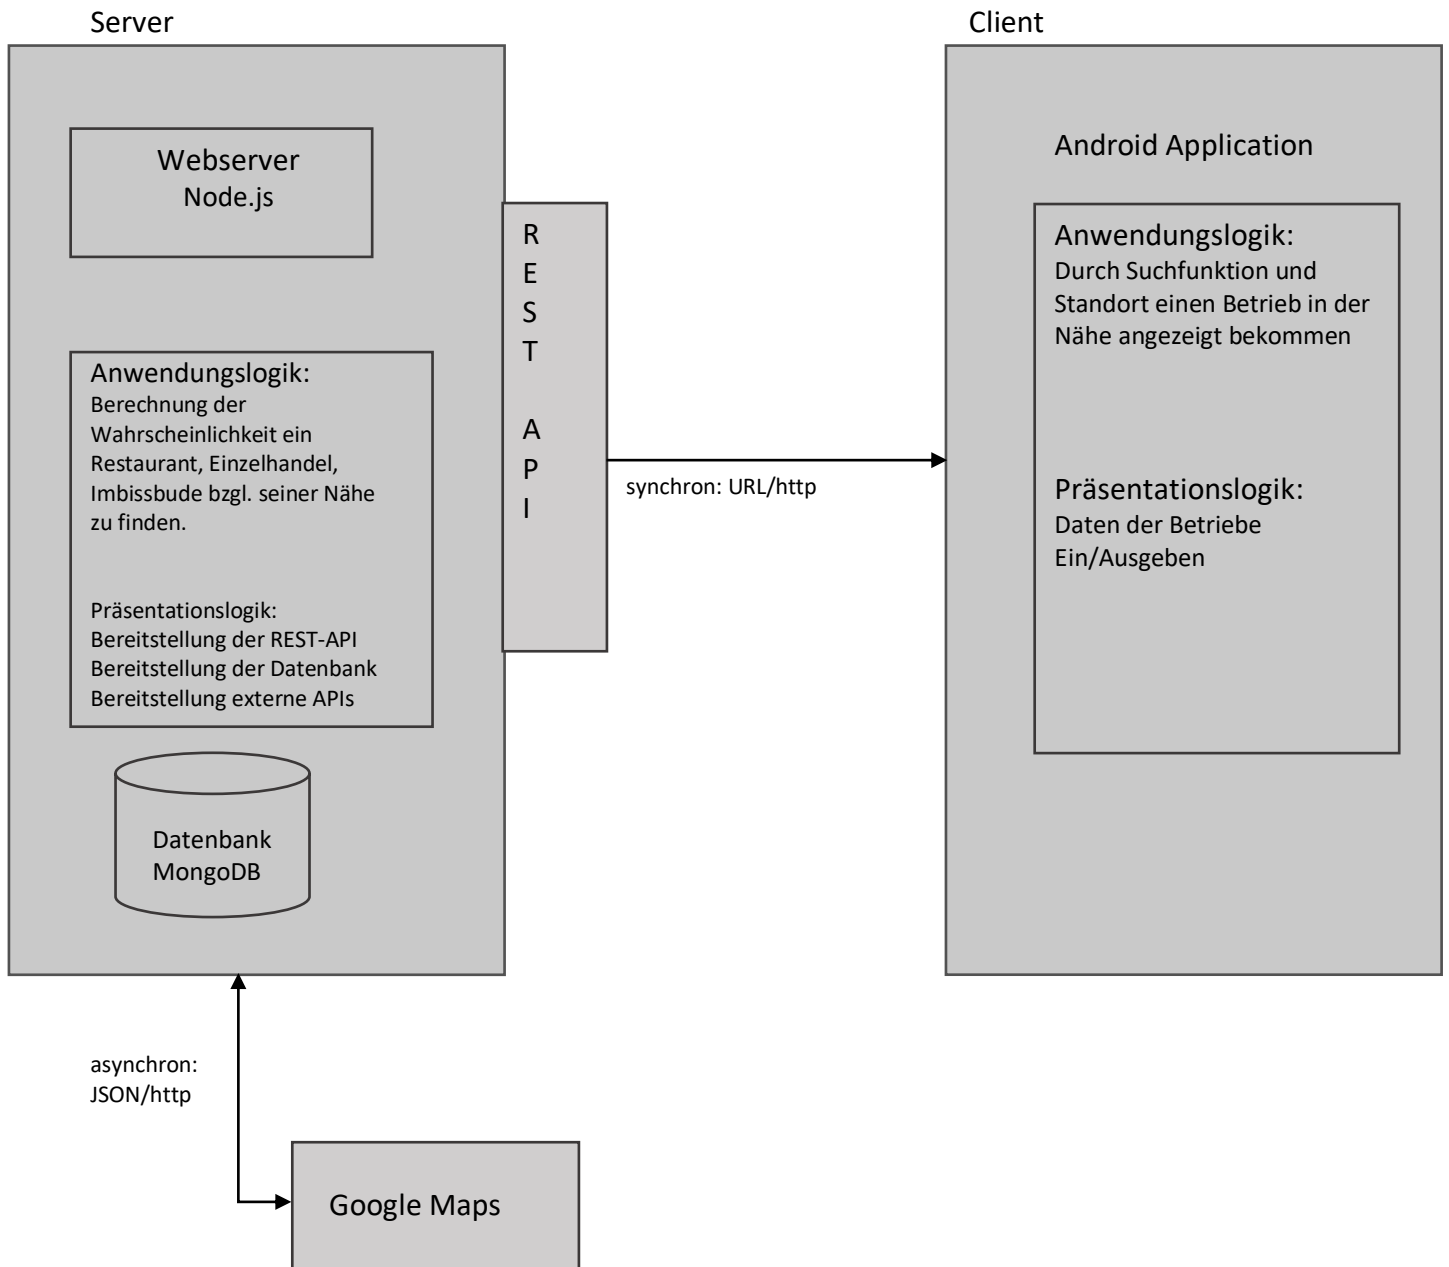 Server
Client
Webserver
Node.js
Anwendungslogik:
Berechnung der
Wahrscheinlichkeit ein
Restaurant, Einzelhandel,
Imbissbude bzgl. seiner Nähe
zu finden.
Präsentationslogik:
Bereitstellung der REST-API
Bereitstellung der Datenbank
Bereitstellung externe APIs
Datenbank
MongoDB
R
E
S
T
A
P
I
synchron: URL/http
Android Application
Anwendungslogik:
Durch Suchfunktion und
Standort einen Betrieb in der
Nähe angezeigt bekommen
Präsentationslogik:
Daten der Betriebe
Ein/Ausgeben
asynchron:
JSON/http
Google Maps